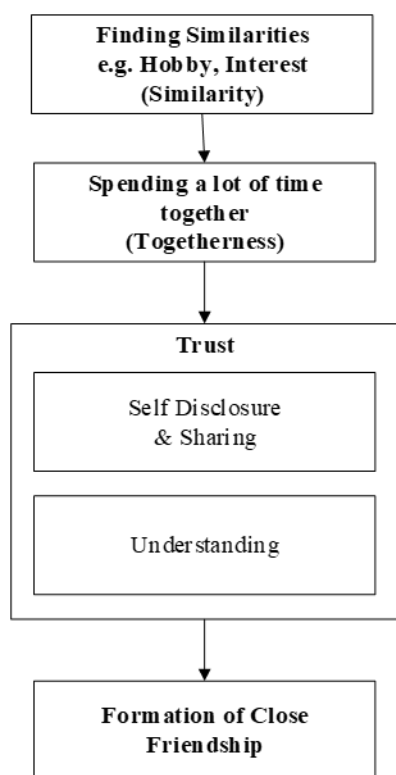 Finding Similarities
e.g. Hobby, Interest
(Similarity)
Spending a lot of time
together
(Togetherness)
Trust
Self Disclosure
& Sharing
Understanding
Formation of Close
Friendship